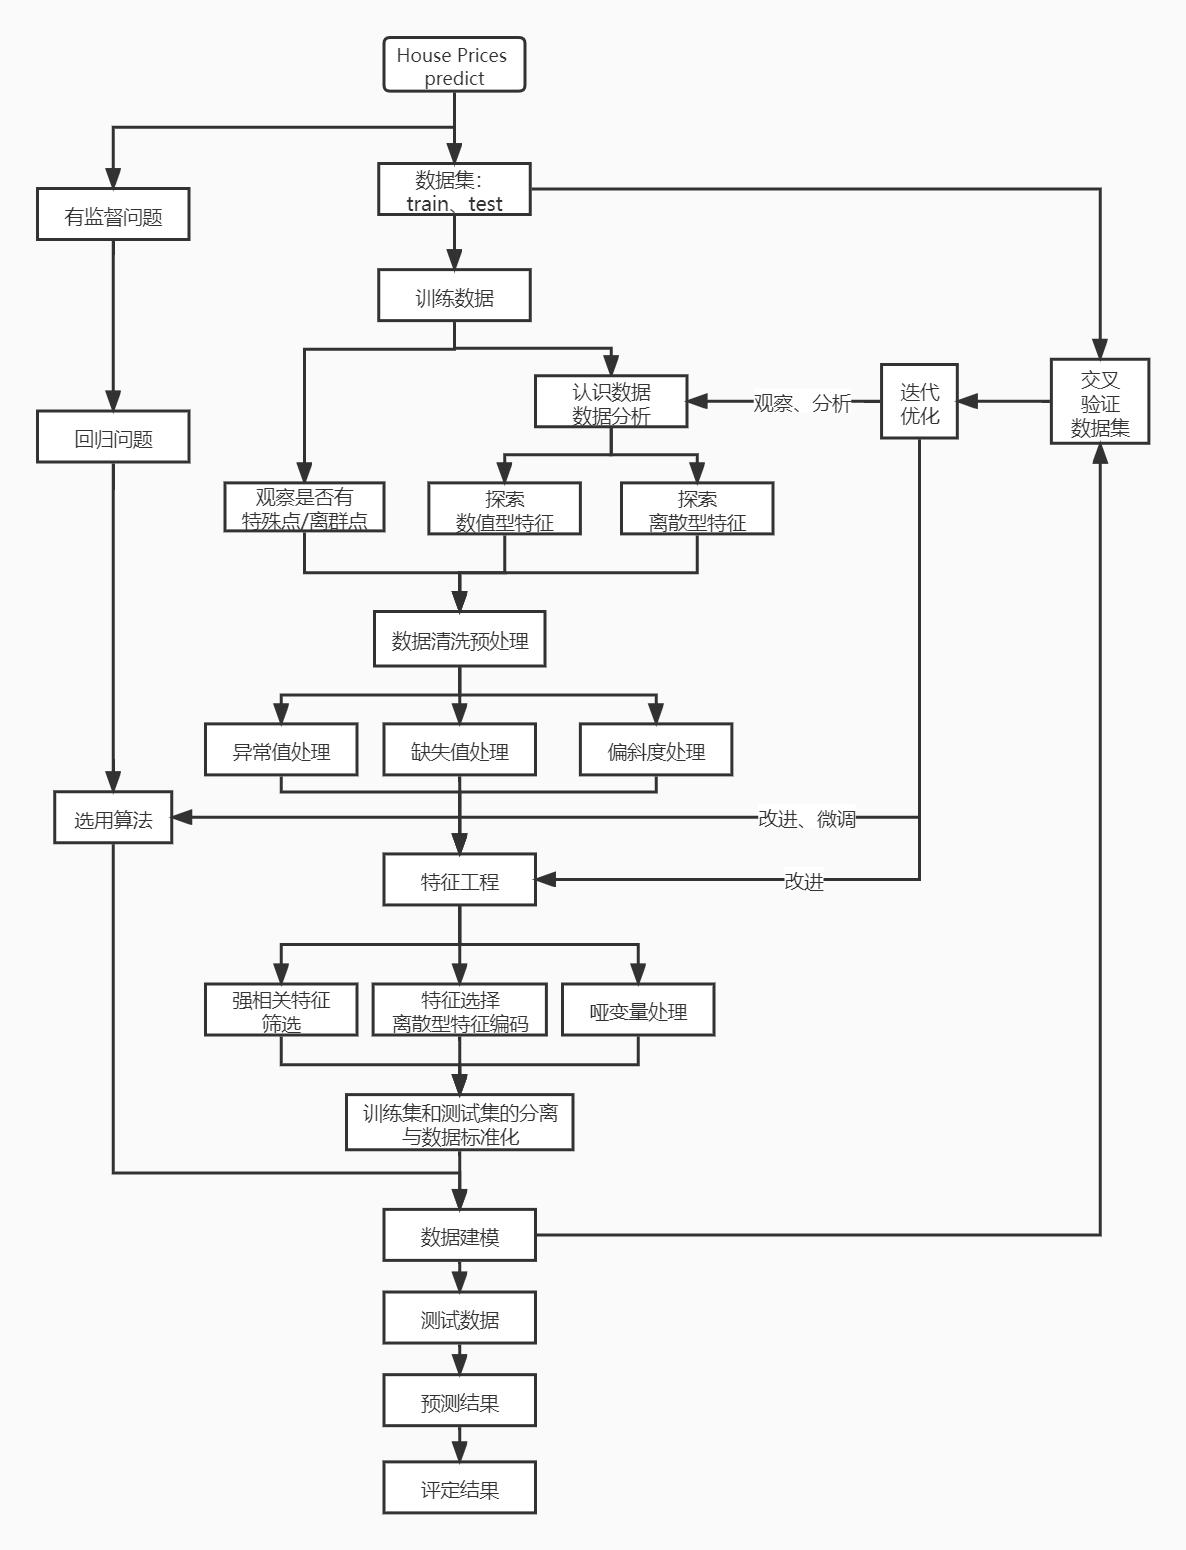 House Prices
predict
数据集：
train、test
有监督问题
训练数据
认识数据
数据分析
观察、分析
迭代
优化
交叉
验证
数据集
回归问题
观察是否有
特殊点/离群点
探索
数值型特征
探索
离散型特征
数据清洗预处理
异常值处理
缺失值处理
偏斜度处理
选用算法
改进、微调
特征工程
改进
强相关特征
筛选
特征选择
离散型特征编码
哑变量处理
训练集和测试集的分离
与数据标准化
数据建模
测试数据
预测结果
评定结果